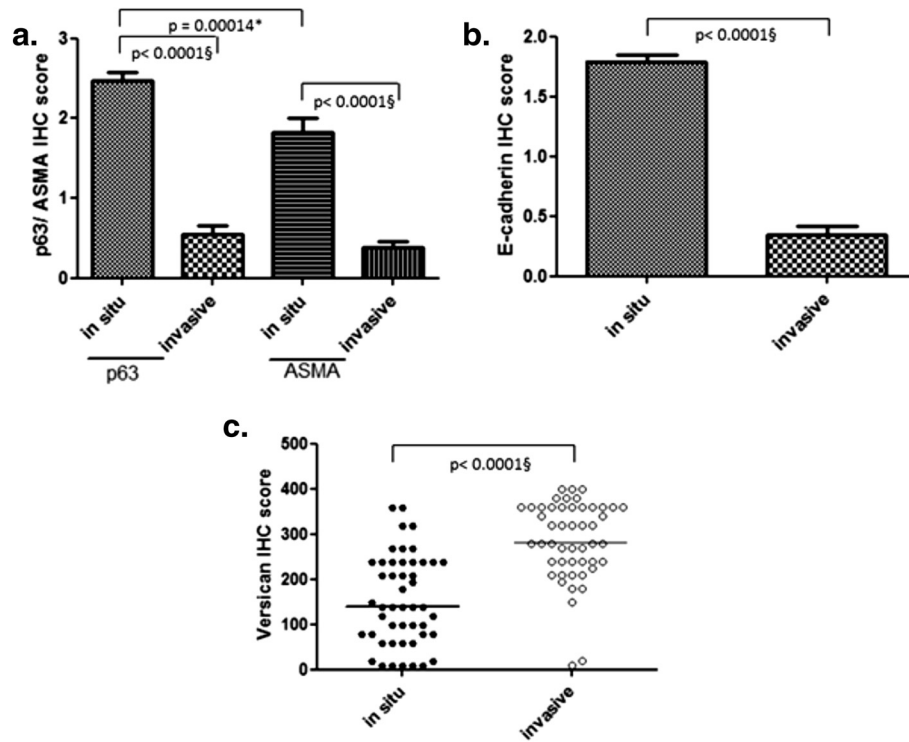 a.
p = 0.00014*
p< 0.0001§
p< 0.0001§
p63/ ASMA IHC score
3
2
1
0
in situ
invasive
in situ
invasive
p63
ASMA
b.
p< 0.0001§
E-cadherin IHC score
2.0
1.5
1.0
0.5
0.0
in situ
invasive
c.
p< 0.0001§
Versican IHC score
500
400
300
200
100
0
in situ
invasive